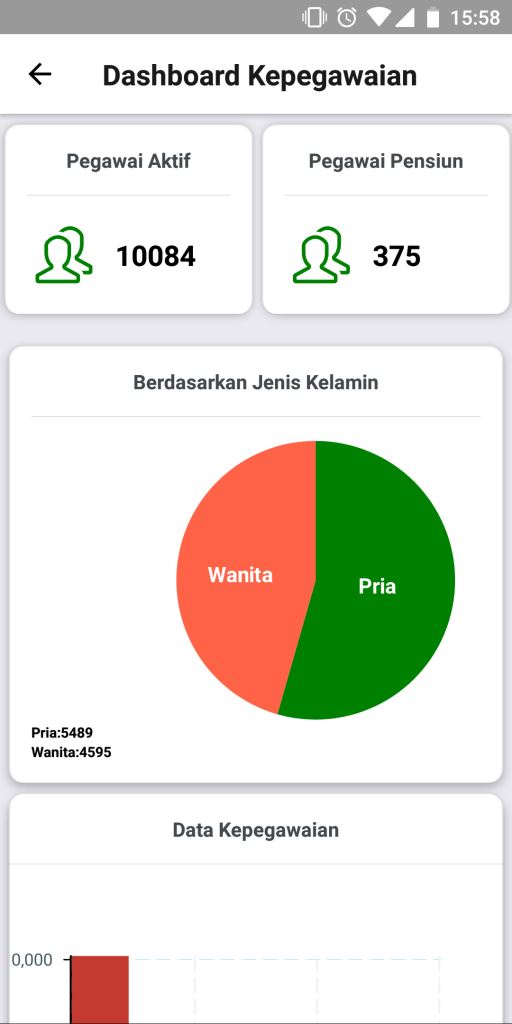 15:58
Dashboard Kepegawaian
Pegawai Aktif
Pegawai Pensiun
10084
375
Berdasarkan Jenis Kelamin
Wanita
Pria
Pria:5489
Wanita:4595
Data Kepegawaian
0,000